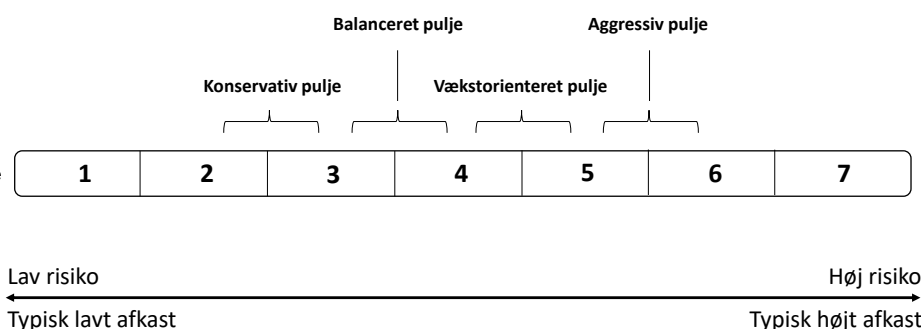 Balanceret pulje Aggressiv pulje
Konservativ pulje Vækstorienteret pulje
1 2 3 4 5 6 7
Lav risiko Høj risiko
Typisk lavt afkast Typisk højt afkast